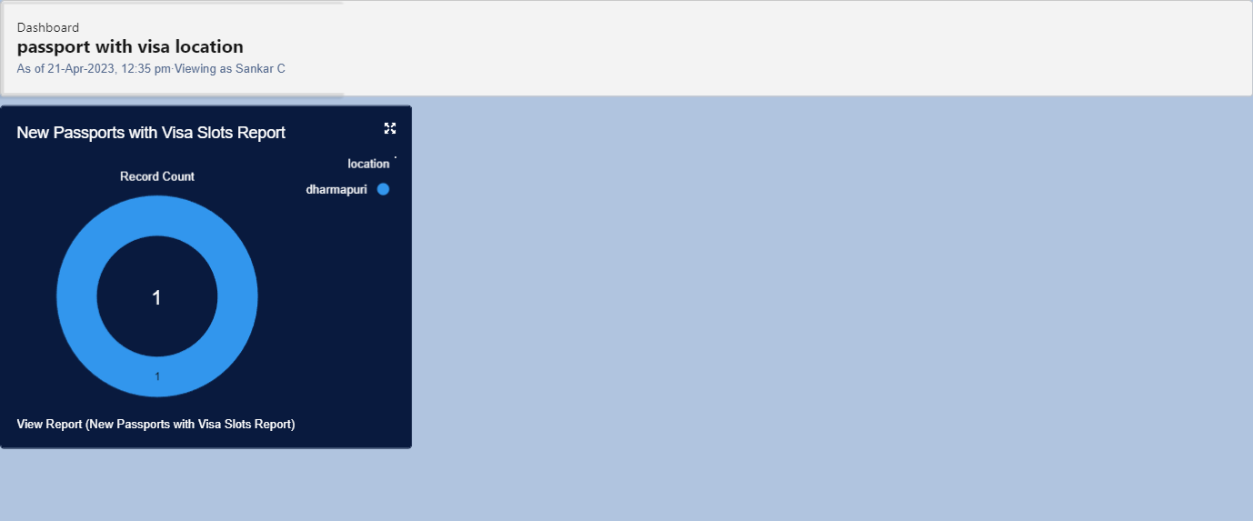 Dashboard
passport with visa location
As of 21-Apr-2023, 12:35 pm·Viewing as Sankar C
New Passports with Visa Slots Report
location
Record Count
dharmapuri
1
1
View Report (New Passports with Visa Slots Report)